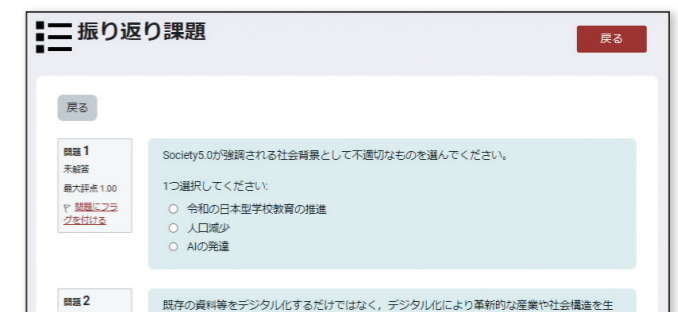 振り返り課題
戻る
戻る
問題 1
未解答
最大評点 1.00
問題にフラ
グを付ける
Society5.0が強調される社会背景として不適切なものを選んでください。
1つ選択してください:
令和の日本型学校教育の推進
人口減少
AIの発達
問題 2
既存の資料等をデジタル化するだけではなく，デジタル化により革新的な産業や社会構造を生